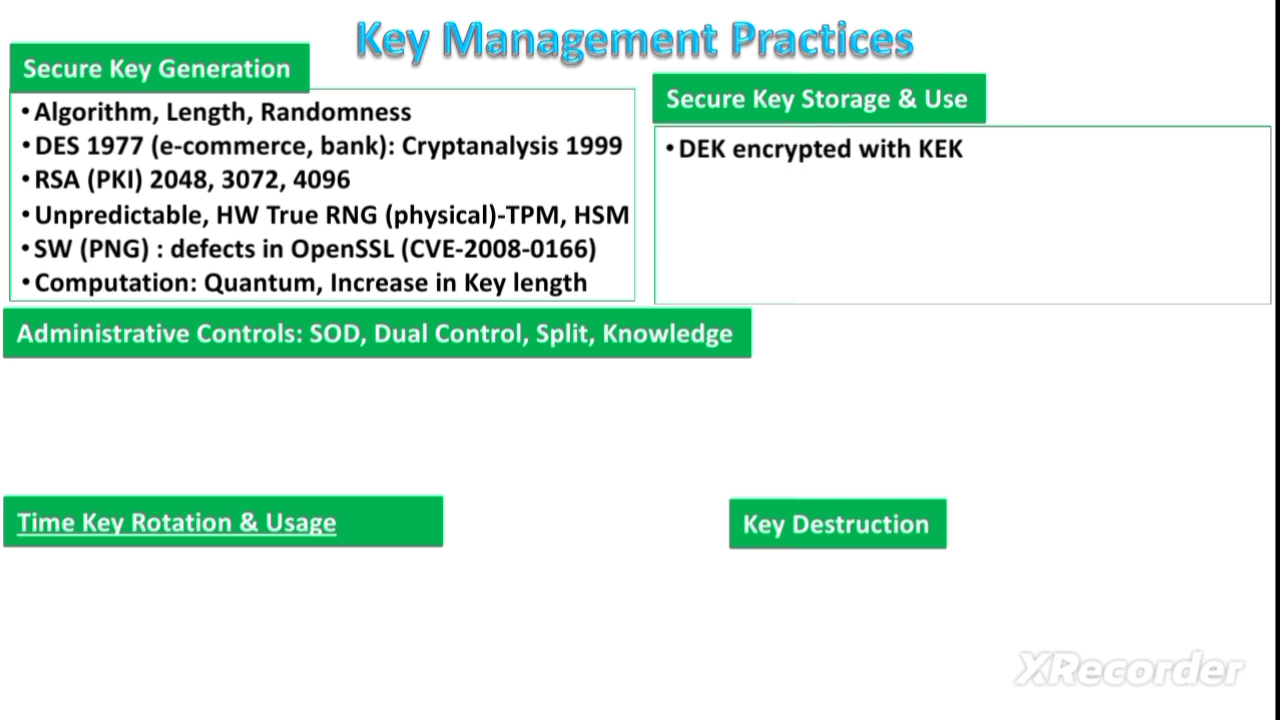 Key Management Practices
Secure Key Generation
•Algorithm, Length, Randomness
•DES 1977 (e-commerce, bank): Cryptanalysis 1999
•RSA (PKI) 2048, 3072, 4096
•Unpredictable, HW True RNG (physical)-TPM, HSM
•SW (PNG) : defects in OpenSSL (CVE-2008-0166)
•Computation: Quantum, Increase in Key length
Secure Key Storage & Use
•DEK encrypted with KEK
Administrative Controls: SOD, Dual Control, Split, Knowledge
Time Key Rotation & Usage
Key Destruction
XRecorder